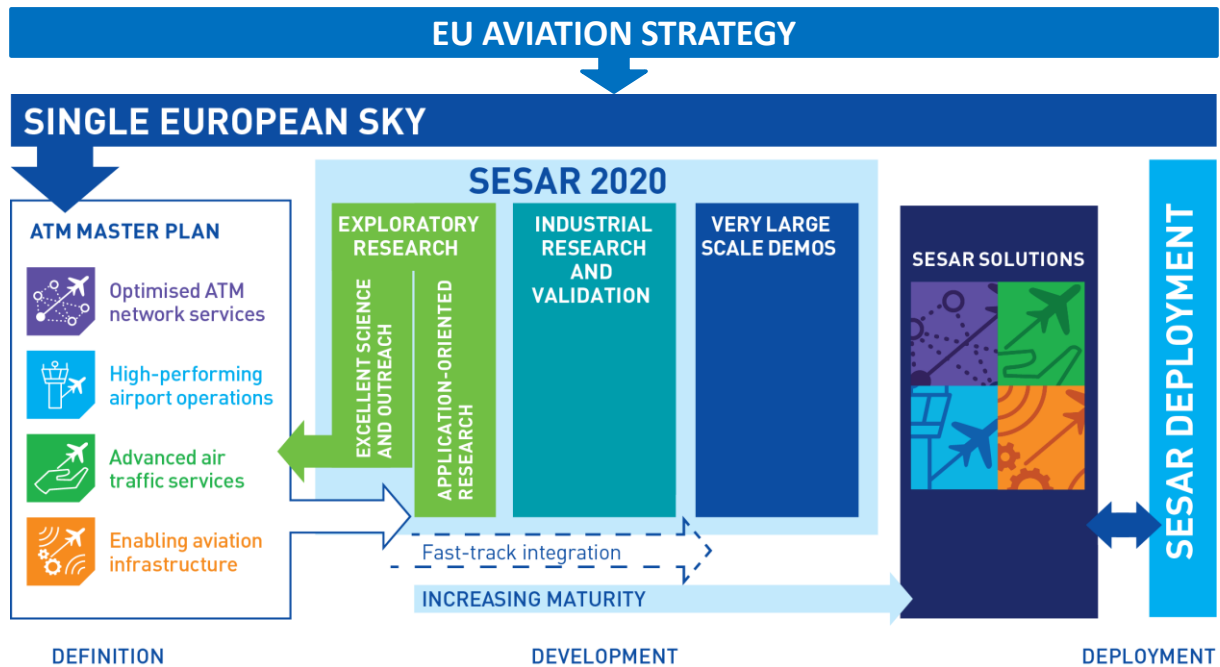 EU AVIATION STRATEGY
SINGLE EUROPEAN SKY
ATM MASTER PLAN
Optimised ATM
network services
High-performing
airport operations
Advanced air
traffic services
Enabling aviation
infrastructure
SESAR 2020
EXPLORATORY
RESEARCH
EXCELLENT SCIENCE
AND OUTREACH
APPLICATION-ORIENTED
RESEARCH
INDUSTRIAL
RESEARCH
AND
VALIDATION
VERY LARGE
SCALE DEMOS
Fast-track integration
INCREASING MATURITY
SESAR SOLUTIONS
SESAR DEPLOYMENT
DEFINITION
DEVELOPMENT
DEPLOYMENT